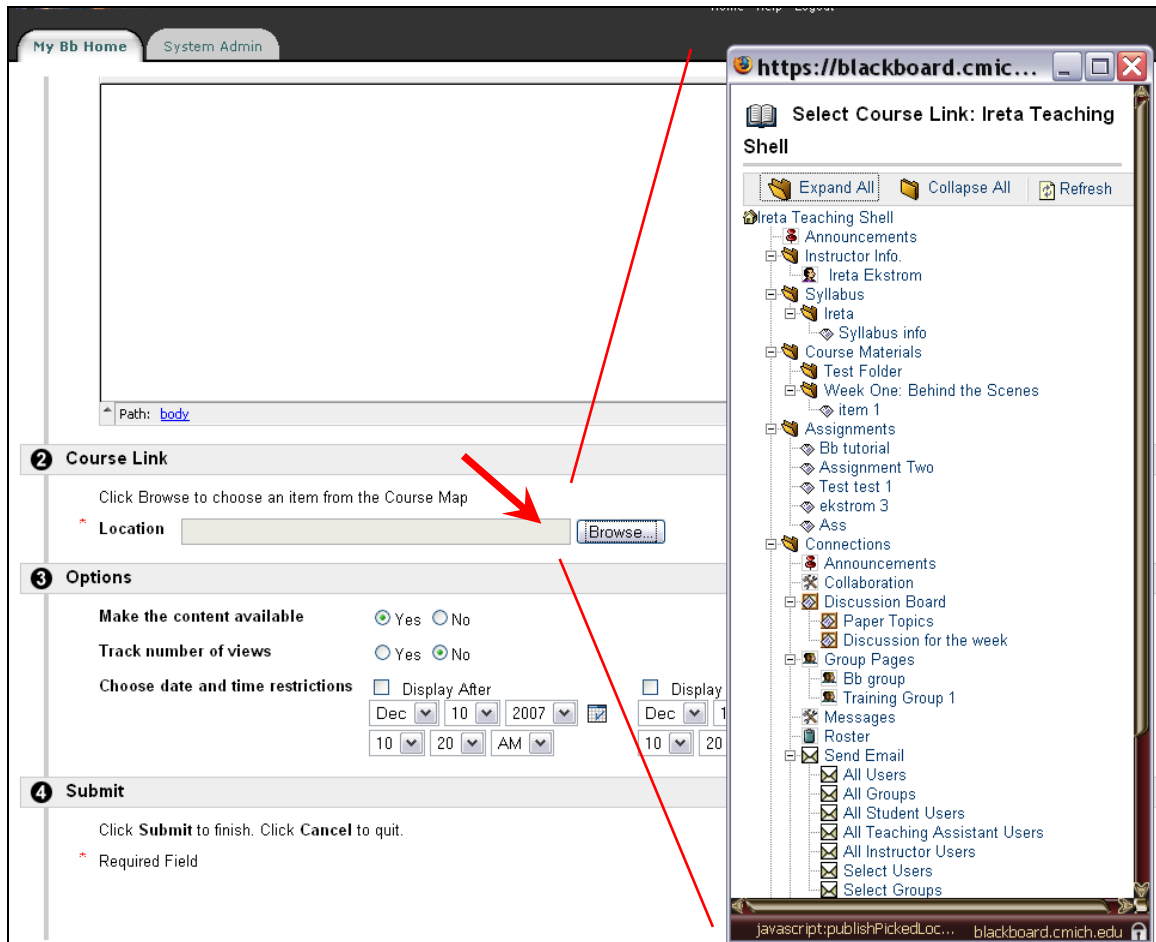 Home Help Logout
My Bb Home
System Admin
Path: body
2 Course Link
Click Browse to choose an item from the Course Map
* Location
Browse...
3 Options
Make the content available Yes No
Track number of views Yes No
Choose date and time restrictions Display After Display
Dec 10 2007 Dec 1
10 20 AM 10 20
4 Submit
Click Submit to finish. Click Cancel to quit.
* Required Field
https://blackboard.cmic...
Select Course Link: Ireta Teaching
Shell
Expand All Collapse All Refresh
Ireta Teaching Shell
Announcements
Instructor Info.
Ireta Ekstrom
Syllabus
Ireta
Syllabus info
Course Materials
Test Folder
Week One: Behind the Scenes
item 1
Assignments
Bb tutorial
Assignment Two
Test test 1
ekstrom 3
Ass
Connections
Announcements
Collaboration
Discussion Board
Paper Topics
Discussion for the week
Group Pages
Bb group
Training Group 1
Messages
Roster
Send Email
All Users
All Groups
All Student Users
All Teaching Assistant Users
All Instructor Users
Select Users
Select Groups
javascript:publishPickedLoc... blackboard.cmich.edu